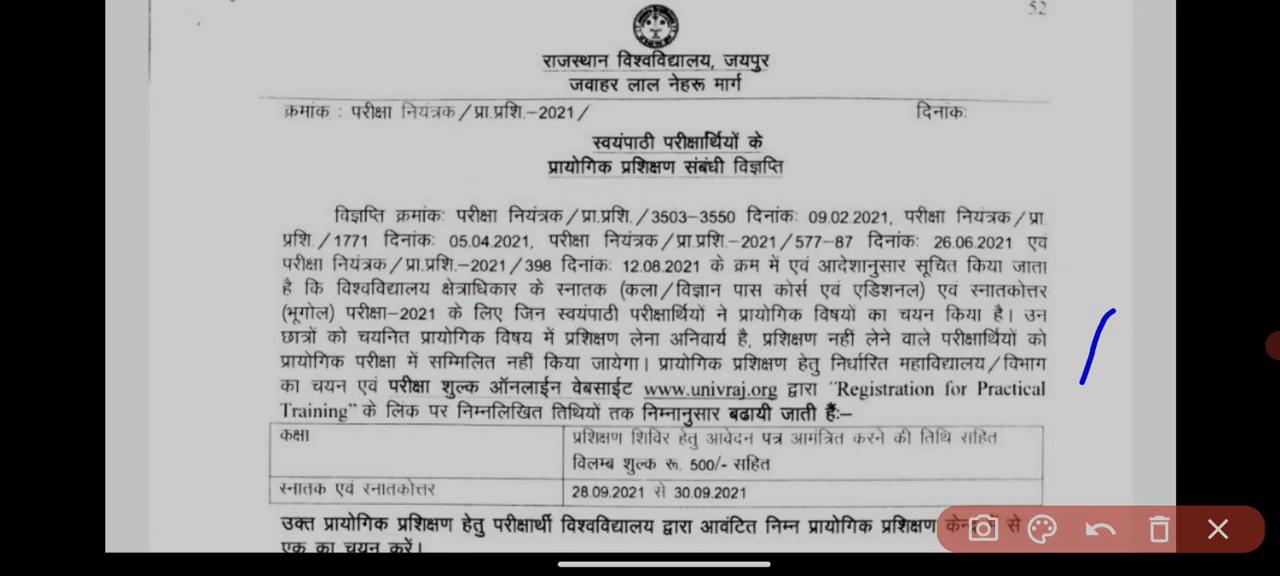 52
राजस्थान विश्वविद्यालय, जयपुर
जवाहर लाल नेहरू मार्ग
क्रमांक : परीक्षा नियंत्रक/प्रा.प्रशि.-2021/ दिनांक:
स्वयंपाठी परीक्षार्थियों के
प्रायोगिक प्रशिक्षण संबंधी विज्ञप्ति
विज्ञप्ति क्रमांक: परीक्षा नियंत्रक/प्रा.प्रशि./3503-3550 दिनांक: 09.02.2021, परीक्षा नियंत्रक/प्रा.
प्रशि./1771 दिनांक: 05.04.2021, परीक्षा नियंत्रक/प्रा.प्रशि.-2021/577-87 दिनांक: 26.06.2021 एवं
परीक्षा नियंत्रक/प्रा.प्रशि.-2021/398 दिनांक: 12.08.2021 के क्रम में एवं आदेशानुसार सूचित किया जाता
है कि विश्वविद्यालय क्षेत्राधिकार के स्नातक (कला/विज्ञान पास कोर्स एवं एडिशनल) एवं स्नातकोत्तर
(भूगोल) परीक्षा-2021 के लिए जिन स्वयंपाठी परीक्षार्थियों ने प्रायोगिक विषयों का चयन किया है। उन
छात्रों को चयनित प्रायोगिक विषय में प्रशिक्षण लेना अनिवार्य है, प्रशिक्षण नहीं लेने वाले परीक्षार्थियों को
प्रायोगिक परीक्षा में सम्मिलित नहीं किया जायेगा। प्रायोगिक प्रशिक्षण हेतु निर्धारित महाविद्यालय/विभाग
का चयन एवं परीक्षा शुल्क ऑनलाईन वेबसाईट www.univraj.org द्वारा "Registration for Practical
Training" के लिंक पर निम्नलिखित तिथियों तक निम्नानुसार बढायी जाती हैं:-
कक्षा प्रशिक्षण शिविर हेतु आवेदन पत्र आमंत्रित करने की तिथि सहित
विलम्ब शुल्क रू. 500/- सहित
स्नातक एवं स्नातकोत्तर 28.09.2021 से 30.09.2021
उक्त प्रायोगिक प्रशिक्षण हेतु परीक्षार्थी विश्वविद्यालय द्वारा आवंटित निम्न प्रायोगिक प्रशिक्षण केन्द्रों में से
एक का चयन करें।